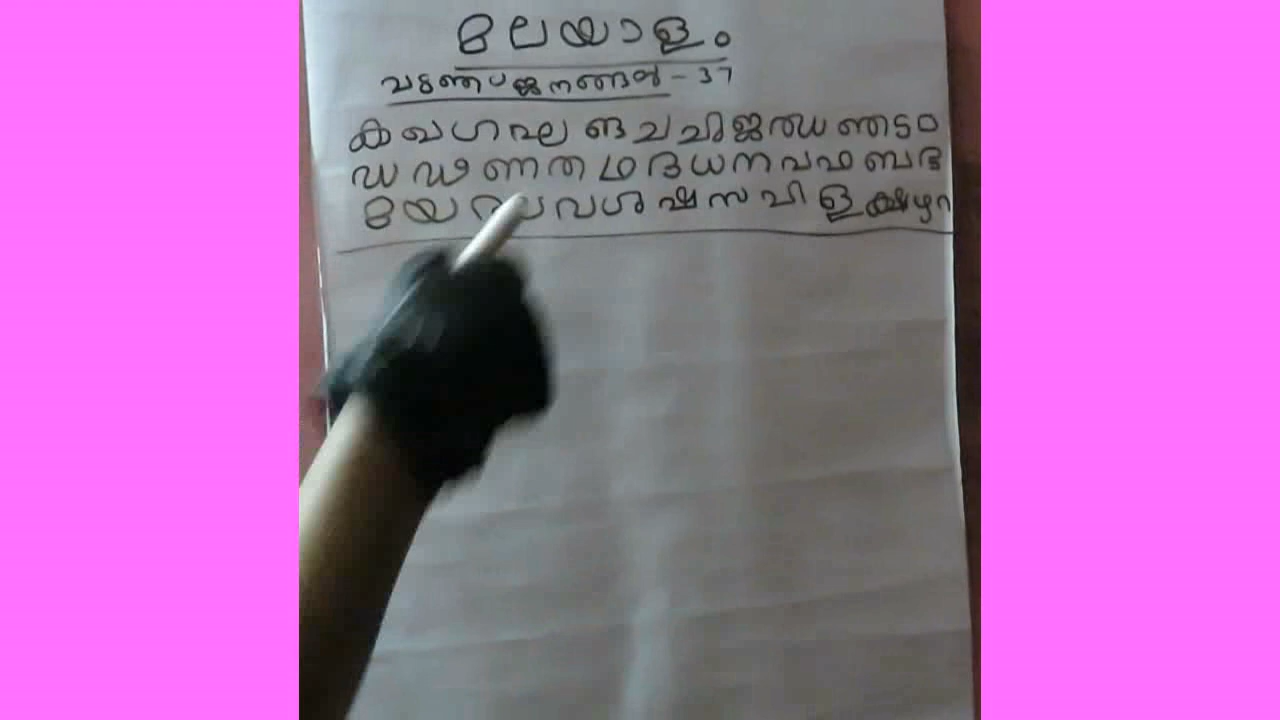 മലയാളം
വ്യഞ്ജനങ്ങൾ - 37
ക ഖ ഗ ഘ ങ ച ഛ ജ ഝ ഞ ട ഠ
ഡ ഢ ണ ത ഥ ദ ധ ന പ ഫ ബ ഭ
മ യ ര ല വ ശ ഷ സ ഹ ള ക്ഷ ഴ റ